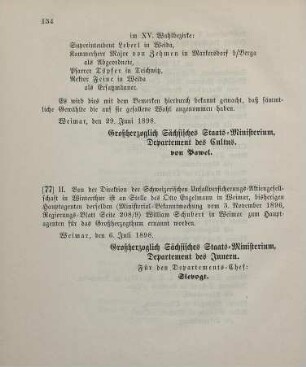 154
im XV. Wahlbezirke:
Superintendent Leberl in Weida,
Kammerherr Major von Zehmen in Markersdorf b/Berga
als Abgeordnete,
Pfarrer Töpfer in Teichwitz,
Rektor Feine in Weida
als Ersatzmänner.
Es wird dies mit dem Bemerken hierdurch bekannt gemacht, daß sämmt-
liche Gewählte die auf sie gefallene Wahl angenommen haben.
Weimar, den 29. Juni 1898.
Großherzoglich Sächsisches Staats-Ministerium,
Departement des Cultus.
von Pawel.
[77] II. Von der Direktion der Schweizerischen Unfallversicherungs-Aktiengesell-
schaft in Winterthur ist an Stelle des Otto Engelmann in Weimar, bisherigen
Hauptagenten derselben (Ministerial-Bekanntmachung vom 3. November 1896,
Regierungs-Blatt Seite 208/9) William Schubert in Weimar zum Haupt-
agenten für das Großherzogthum ernannt worden.
Weimar, den 6. Juli 1898.
Großherzoglich Sächsisches Staats-Ministerium,
Departement des Innern.
Für den Departements-Chef:
Slevogt.